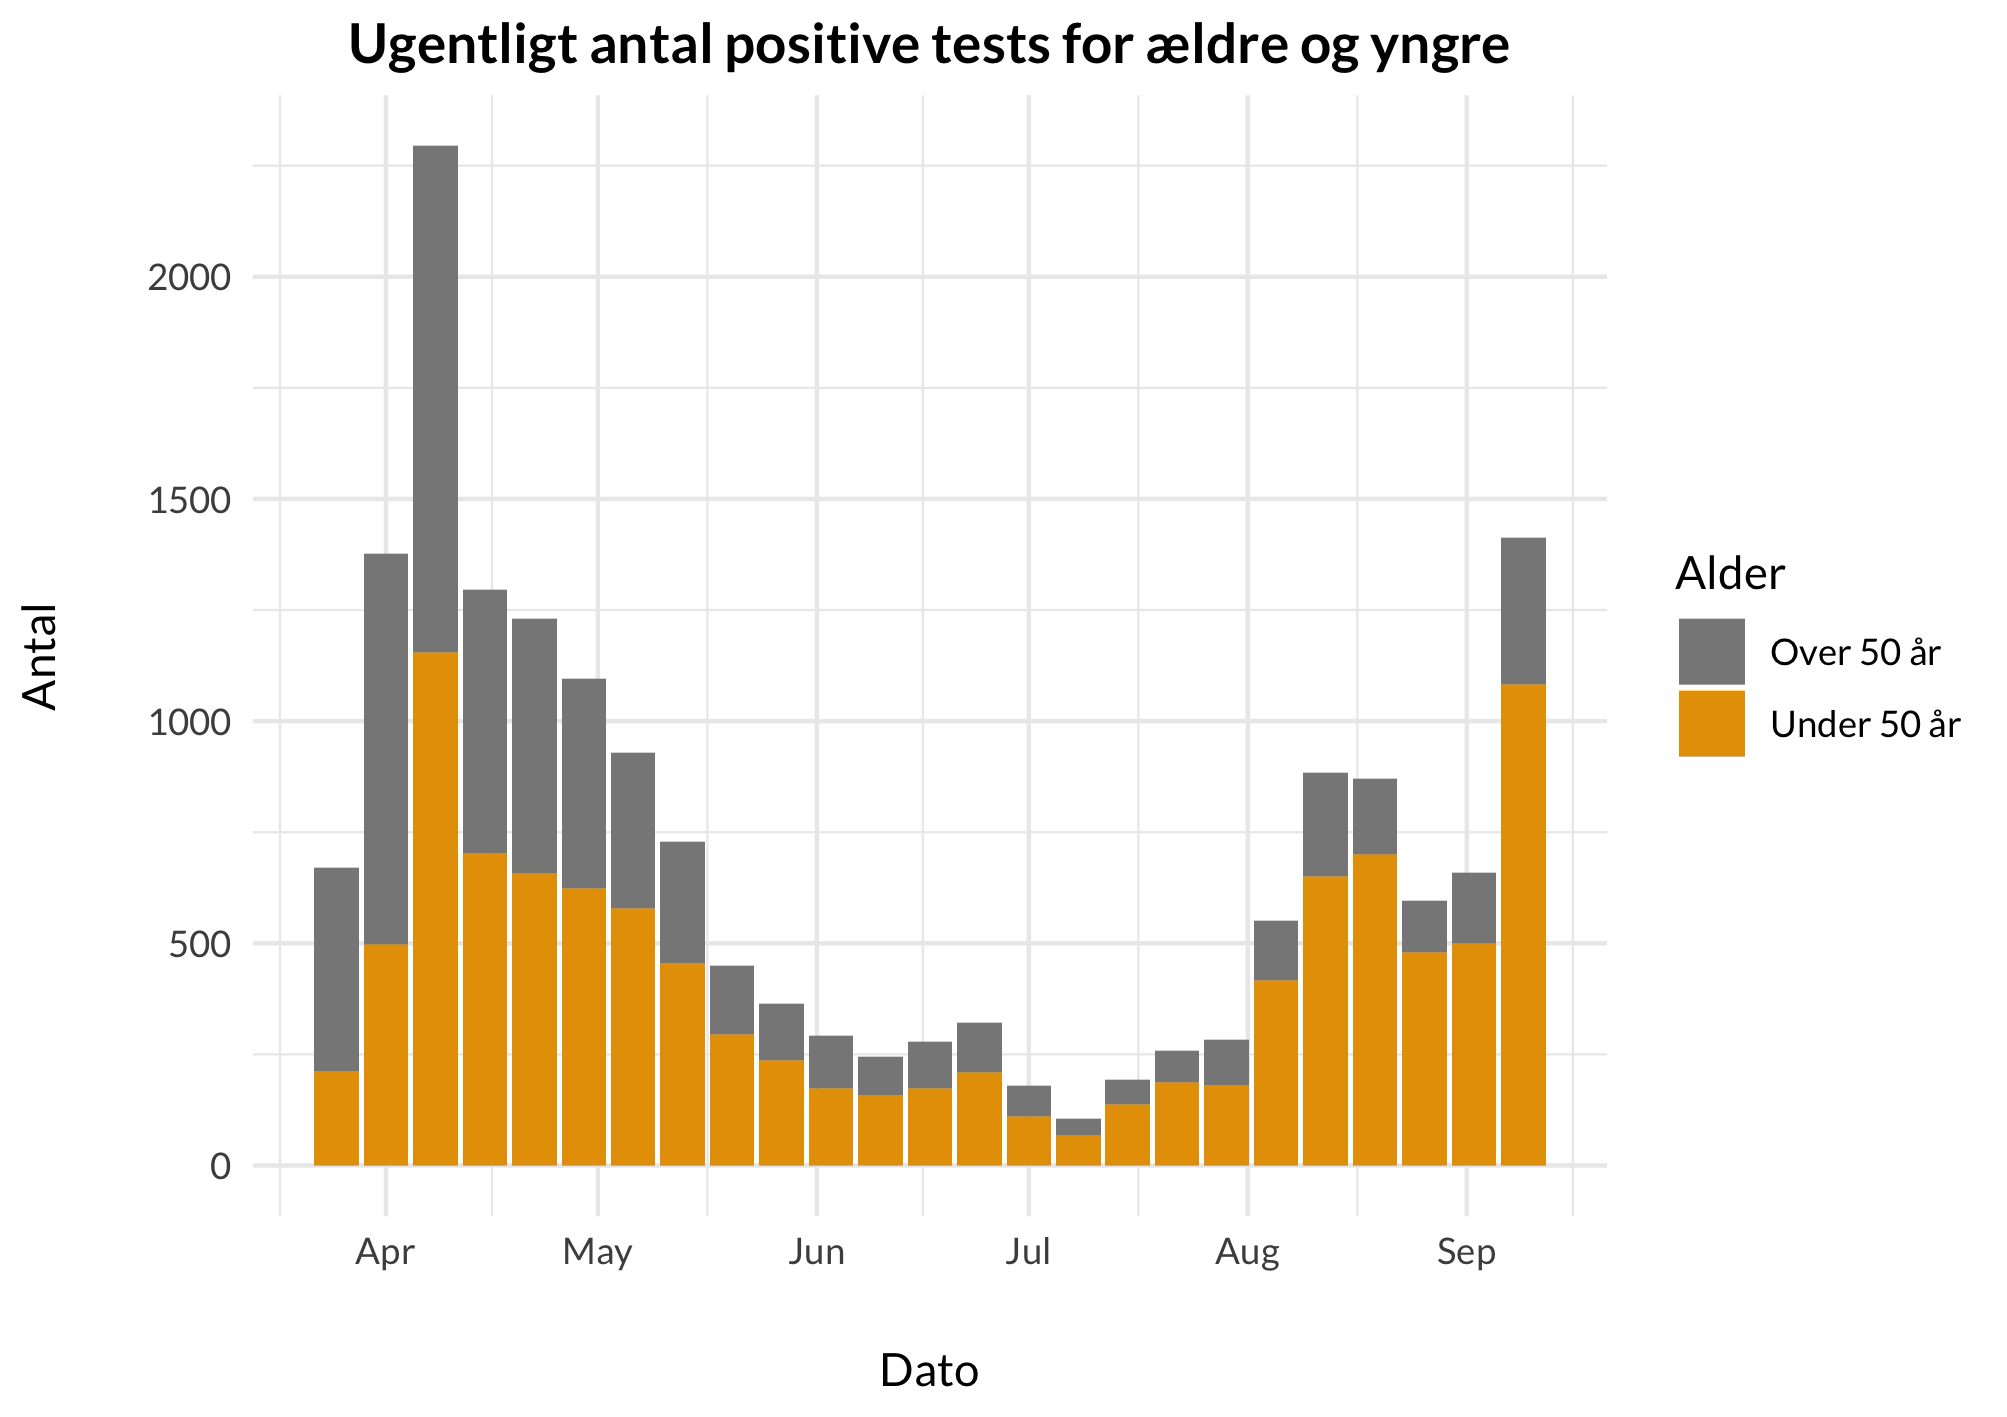 Ugentligt antal positive tests for ældre og yngre
Antal
2000
1500
1000
500
0
Apr May Jun Jul Aug Sep
Dato
Alder
Over 50 år
Under 50 år